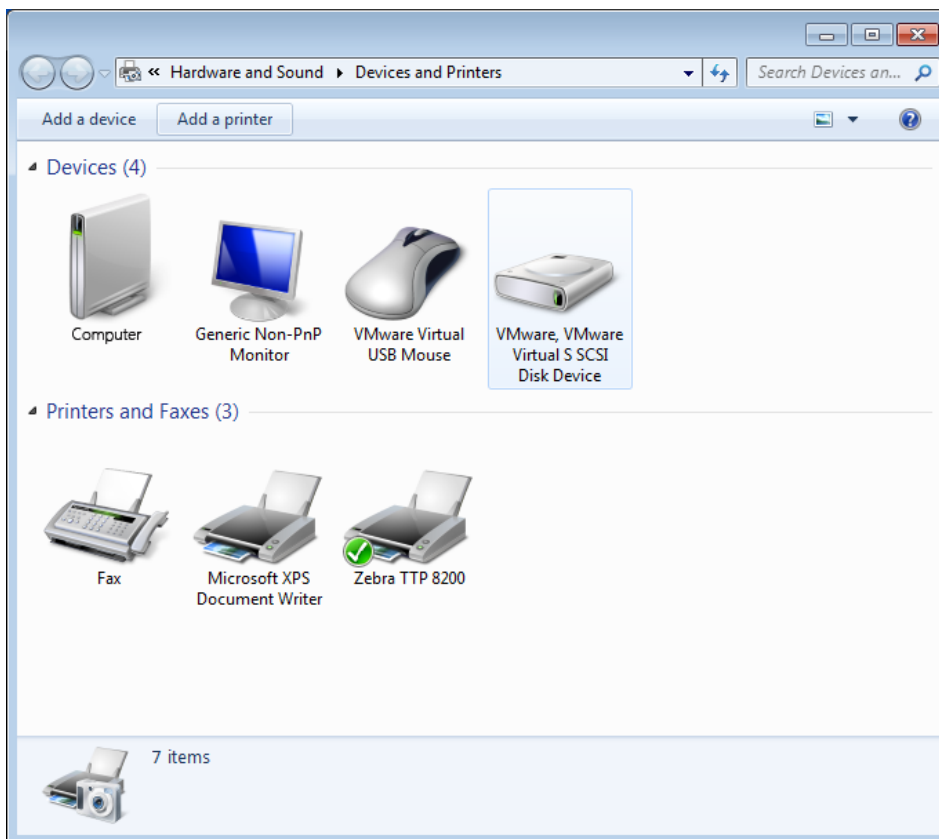 « Hardware and Sound ▸ Devices and Printers
Search Devices an...
Add a device Add a printer
Devices (4)
Computer
Generic Non-PnP
Monitor
VMware Virtual
USB Mouse
VMware, VMware
Virtual S SCSI
Disk Device
Printers and Faxes (3)
Fax
Microsoft XPS
Document Writer
Zebra TTP 8200
7 items